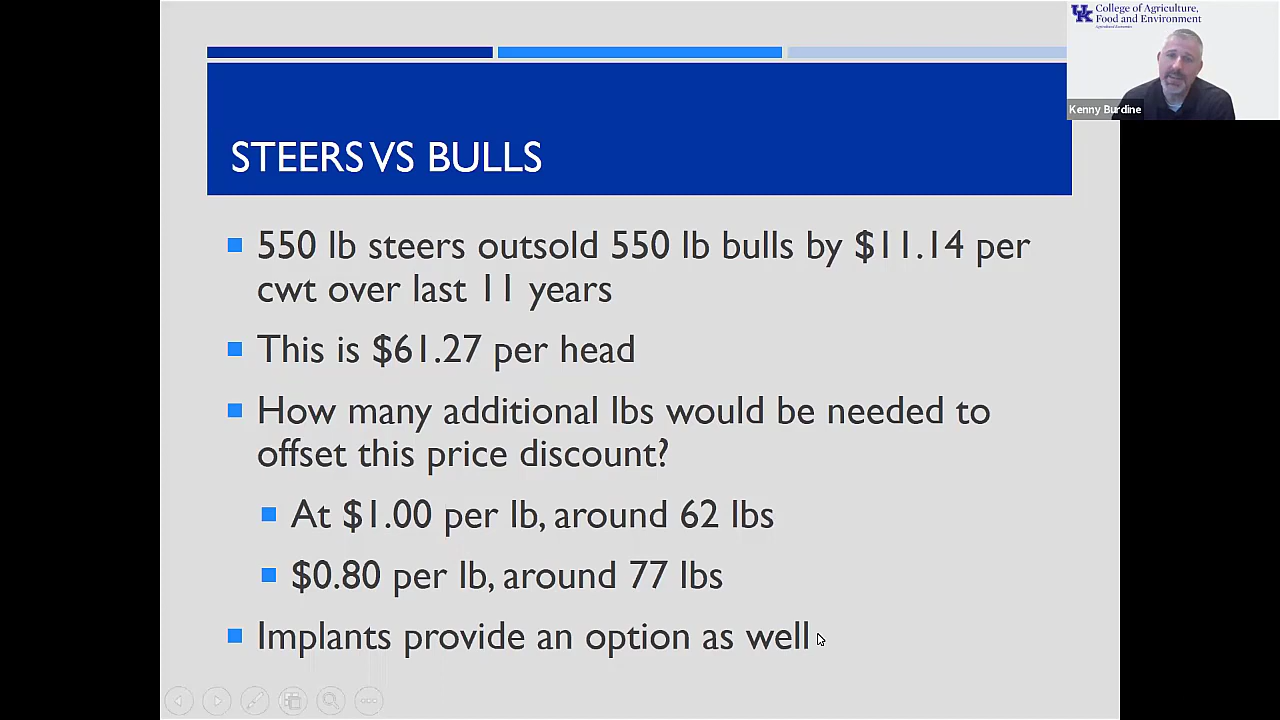 College of Agriculture,
Food and Environment
Agricultural Economics
Kenny Burdine
STEERS VS BULLS
550 lb steers outsold 550 lb bulls by $11.14 per
cwt over last 11 years
This is $61.27 per head
How many additional lbs would be needed to
offset this price discount?
At $1.00 per lb, around 62 lbs
$0.80 per lb, around 77 lbs
Implants provide an option as well